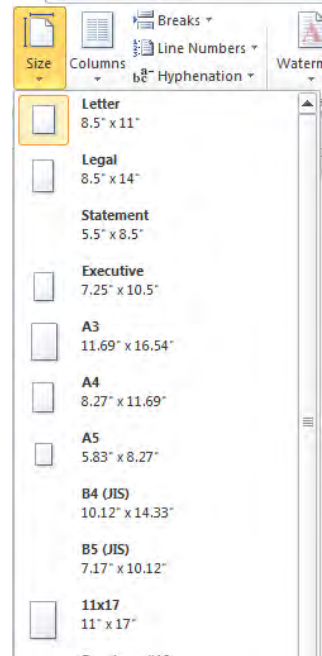 Breaks
Line Numbers
Size Columns
Hyphenation
Letter
8.5" x 11"
Legal
8.5" x 14"
Statement
5.5" x 8.5"
Executive
7.25" x 10.5"
A3
11.69" x 16.54"
A4
8.27" x 11.69"
A5
5.83" x 8.27"
B4 (JIS)
10.12" x 14.33"
B5 (JIS)
7.17" x 10.12"
11x17
11" x 17"